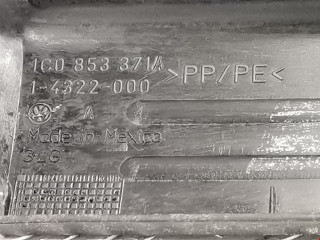 1C0 853 371A
>PP/PE<
1-4322-000
A
Made in Mexico